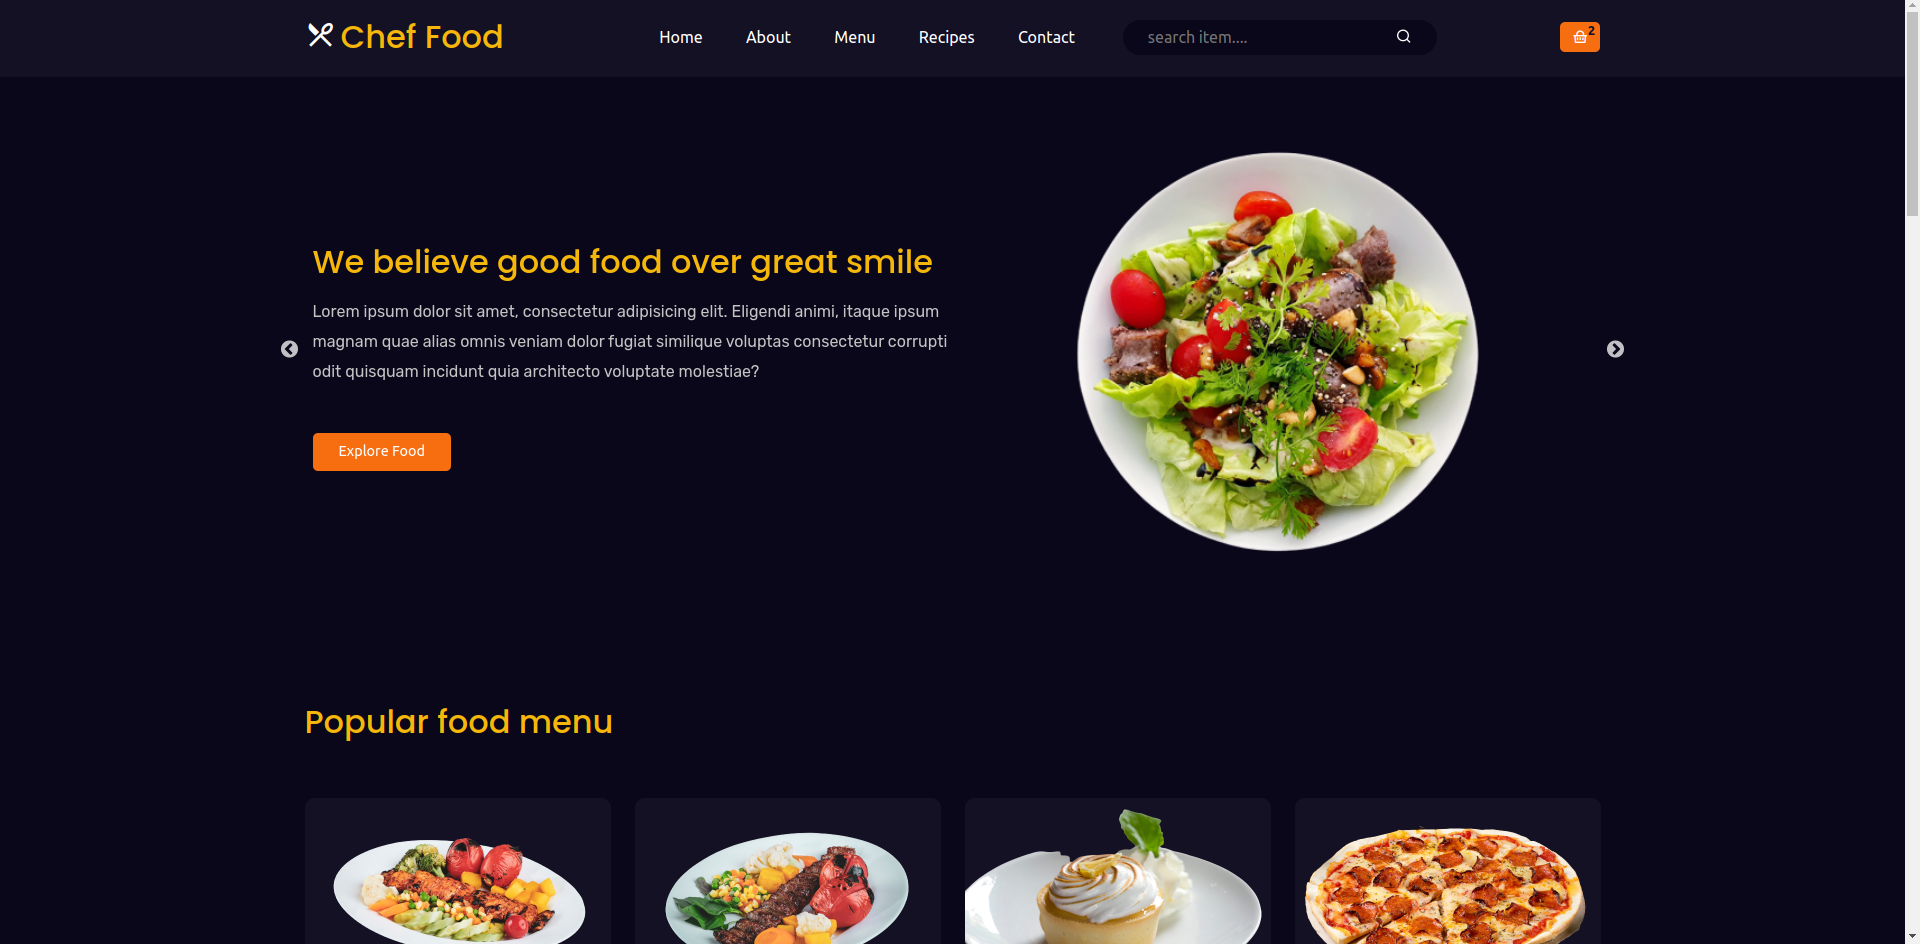 Chef Food
Home
About
Menu
Recipes
Contact
search item....
2
We believe good food over great smile
Lorem ipsum dolor sit amet, consectetur adipisicing elit. Eligendi animi, itaque ipsum
magnam quae alias omnis veniam dolor fugiat similique voluptas consectetur corrupti
odit quisquam incidunt quia architecto voluptate molestiae?
Explore Food
Popular food menu